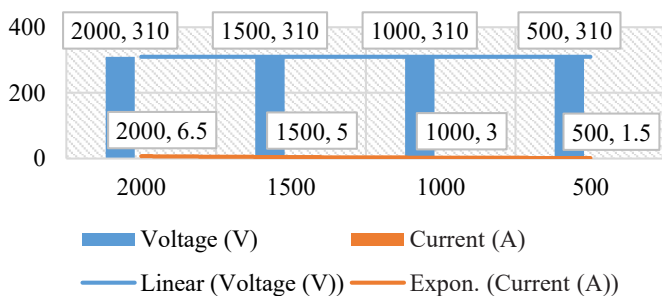 400
2000, 310 1500, 310 1000, 310 500, 310
200
2000, 6.5 1500, 5 1000, 3 500, 1.5
0
2000 1500 1000 500
Voltage (V) Current (A)
Linear (Voltage (V)) Expon. (Current (A))